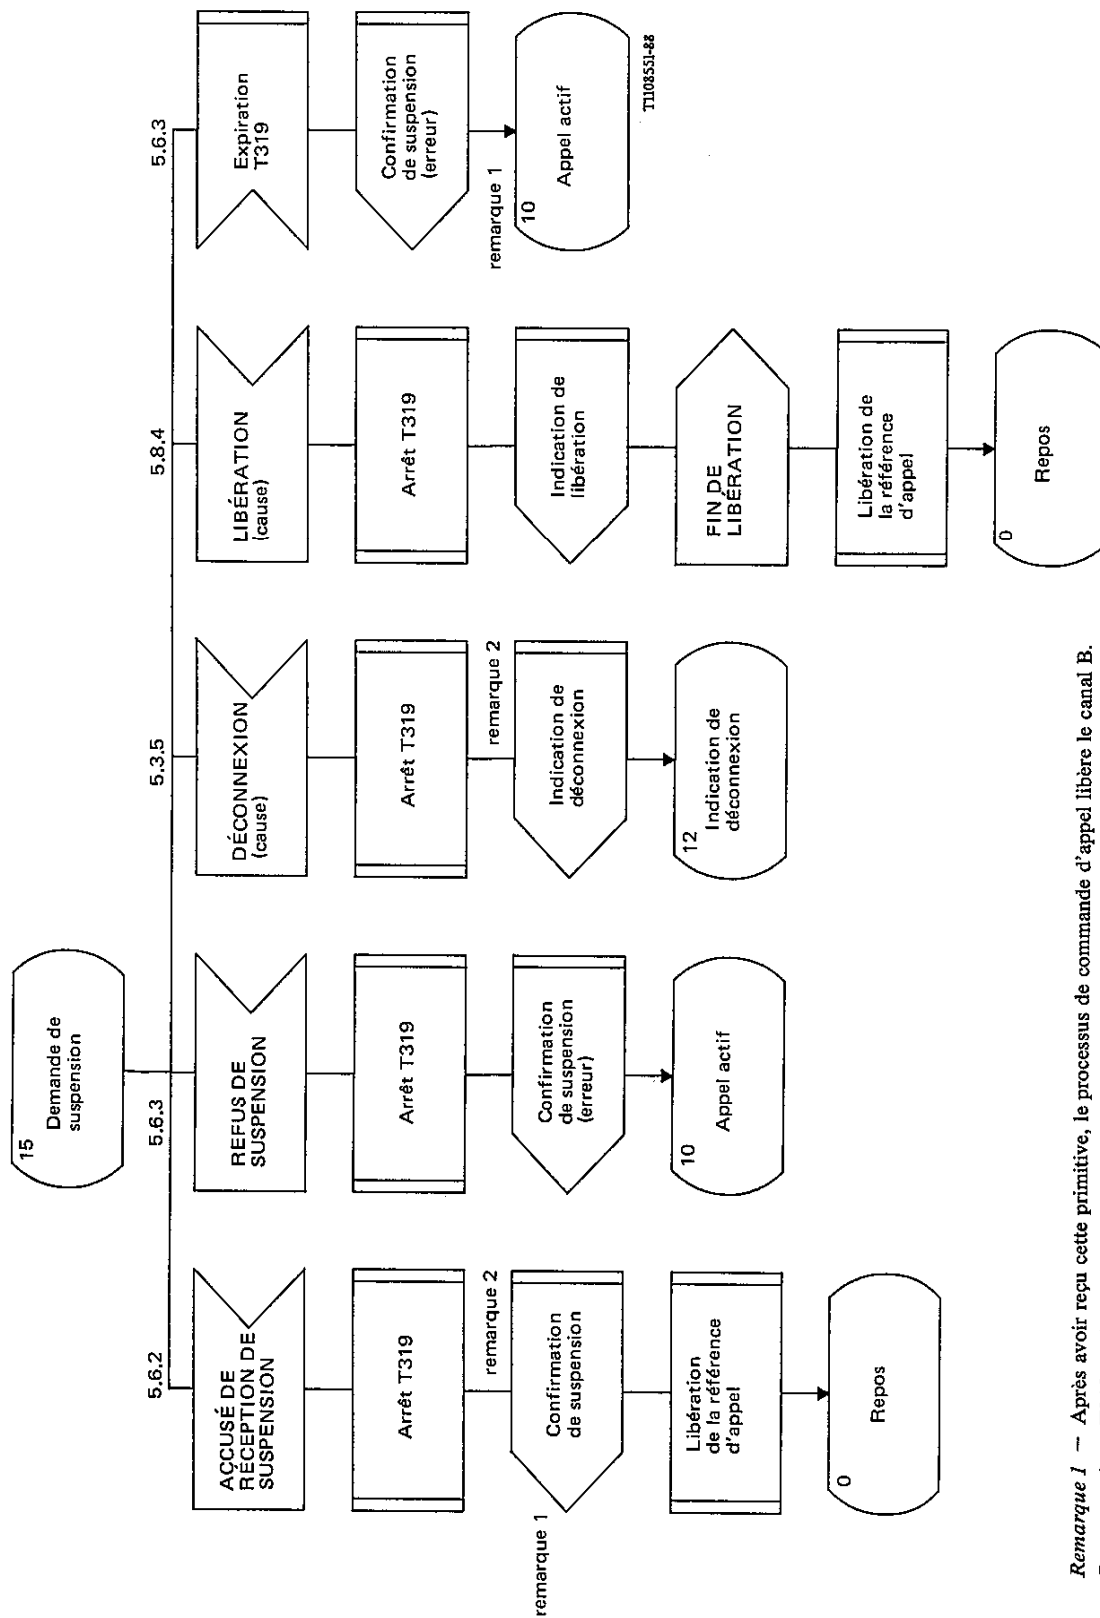 15
Demande de
suspension
5.6.2
ACCUSÉ DE
RÉCEPTION DE
SUSPENSION
Arrêt T319
remarque 2
remarque 1
Confirmation
de suspension
Libération
de la référence
d'appel
0
Repos
5.6.3
REFUS DE
SUSPENSION
Arrêt T319
Confirmation
de suspension
(erreur)
10
Appel actif
5.3.5
DÉCONNEXION
(cause)
Arrêt T319
remarque 2
Indication de
déconnexion
12
Indication de
déconnexion
5.8.4
LIBÉRATION
(cause)
Arrêt T319
Indication de
libération
FIN DE
LIBÉRATION
Libération de
la référence
d'appel
0
Repos
5.6.3
Expiration
T319
Confirmation
de suspension
(erreur)
remarque 1
10
Appel actif
T1108551-88
Remarque 1 — Après avoir reçu cette primitive, le processus de commande d'appel libère le canal B.